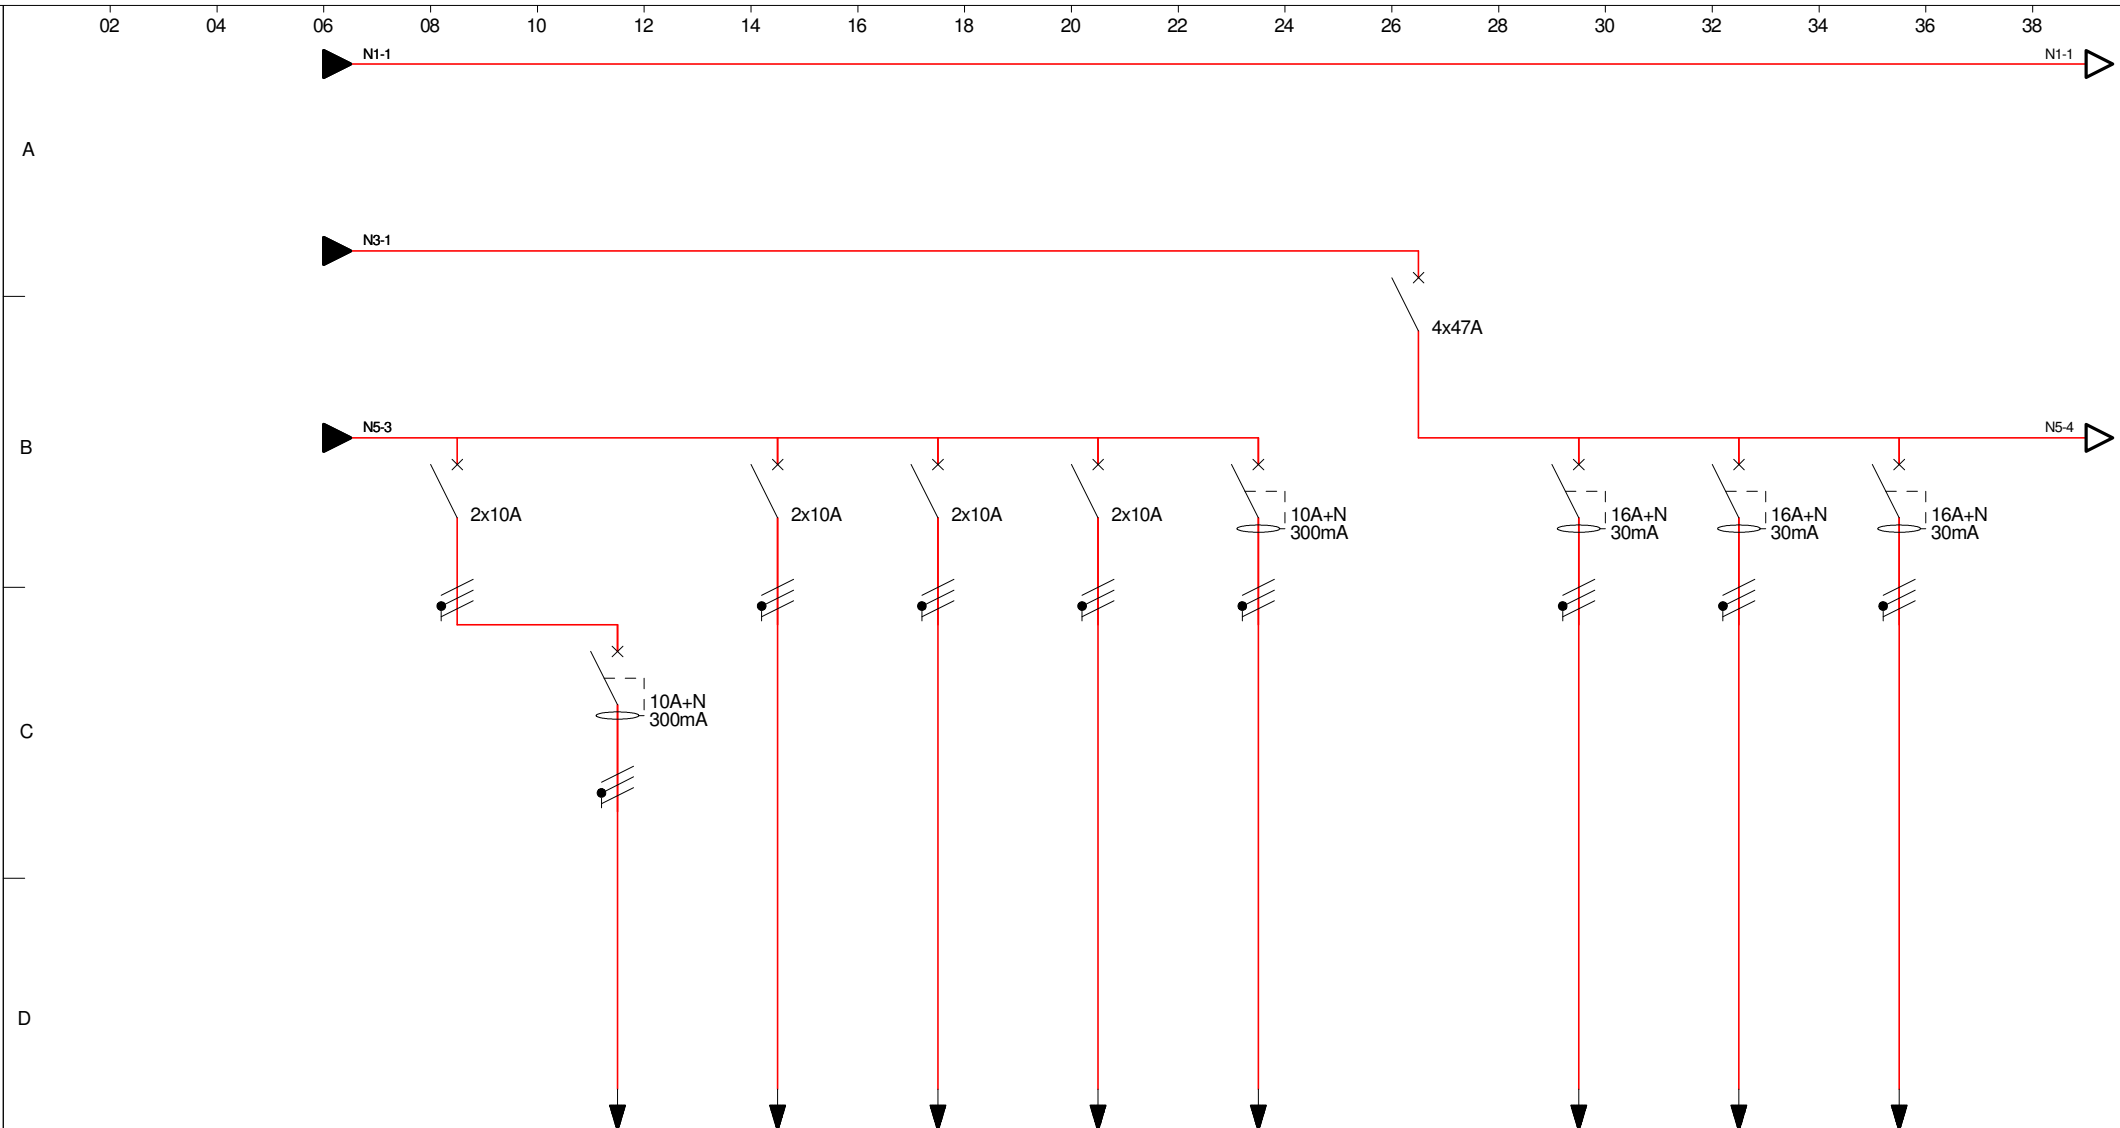 02 04 06 08 10 12 14 16 18 20 22 24 26 28 30 32 34 36 38
N1-1 N1-1
A
N3-1
4x47A
N5-3 N5-4
B
2x10A 2x10A 2x10A 2x10A 10A+N 16A+N 16A+N 16A+N
300mA 30mA 30mA 30mA
10A+N
300mA
C
D